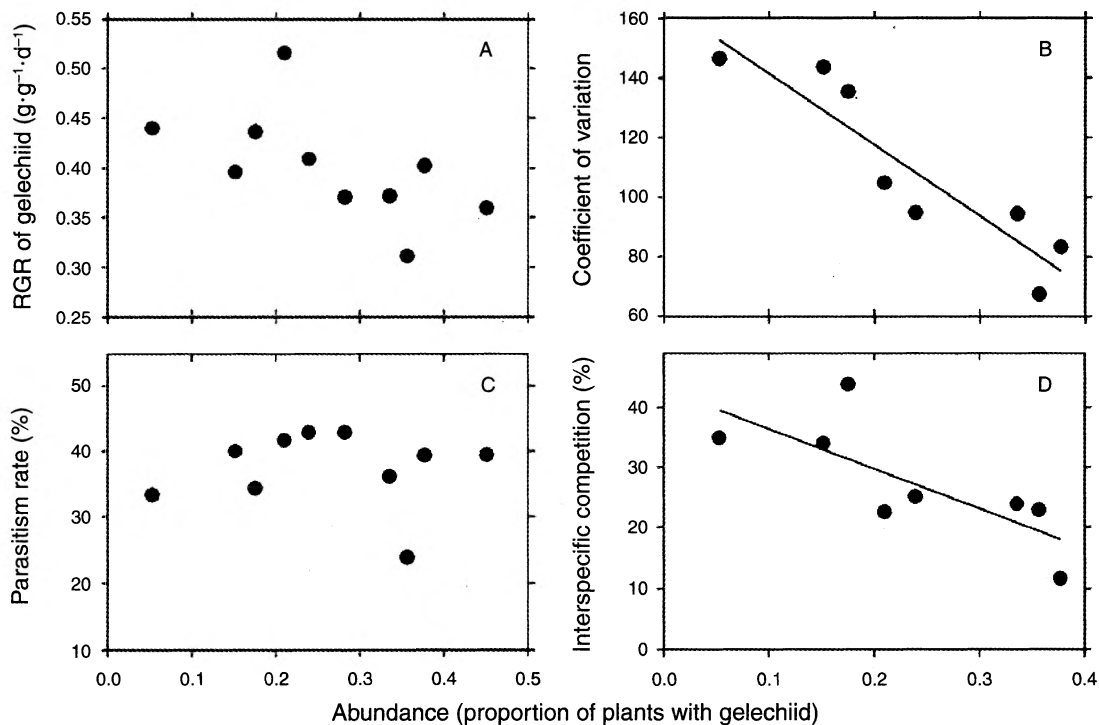 RGR of gelechiid (g·g⁻¹·d⁻¹)
0.55
0.50
0.45
0.40
0.35
0.30
0.25
A
Coefficient of variation
160
140
120
100
80
60
B
Parasitism rate (%)
50
40
30
20
10
C
0.0 0.1 0.2 0.3 0.4 0.5
Interspecific competition (%)
40
30
20
10
0
D
0.0 0.1 0.2 0.3 0.4
Abundance (proportion of plants with gelechiid)